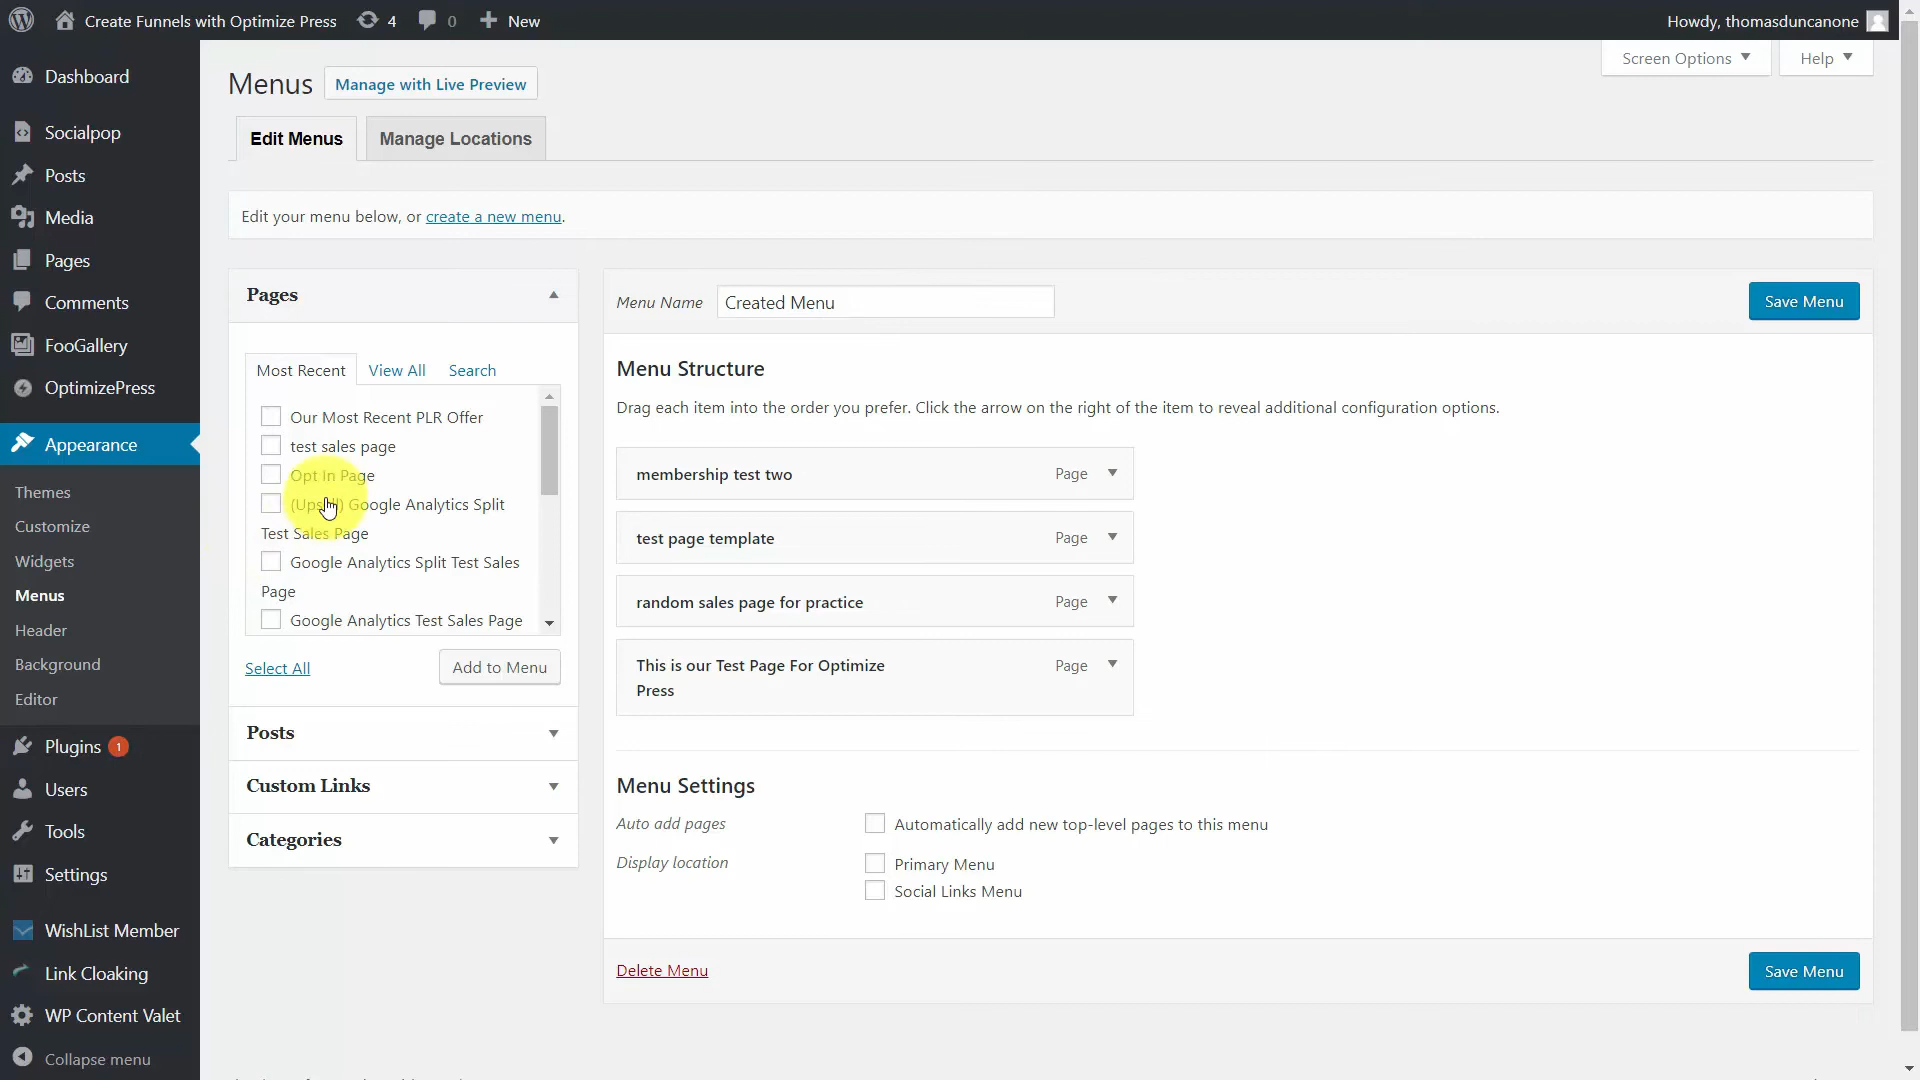 Create Funnels with Optimize Press 4 0 New Howdy, thomasduncanone
Dashboard
Socialpop
Posts
Media
Pages
Comments
FooGallery
OptimizePress
Appearance
Themes
Customize
Widgets
Menus
Header
Background
Editor
Plugins 1
Users
Tools
Settings
WishList Member
Link Cloaking
WP Content Valet
Collapse menu
Screen Options Help
Menus Manage with Live Preview
Edit Menus Manage Locations
Edit your menu below, or create a new menu.
Pages
Most Recent View All Search
Our Most Recent PLR Offer
test sales page
Opt In Page
(Upsell) Google Analytics Split
Test Sales Page
Google Analytics Split Test Sales
Page
Google Analytics Test Sales Page
Select All Add to Menu
Posts
Custom Links
Categories
Menu Name Created Menu Save Menu
Menu Structure
Drag each item into the order you prefer. Click the arrow on the right of the item to reveal additional configuration options.
membership test two Page
test page template Page
random sales page for practice Page
This is our Test Page For Optimize Page
Press
Menu Settings
Auto add pages Automatically add new top-level pages to this menu
Display location Primary Menu
Social Links Menu
Delete Menu Save Menu